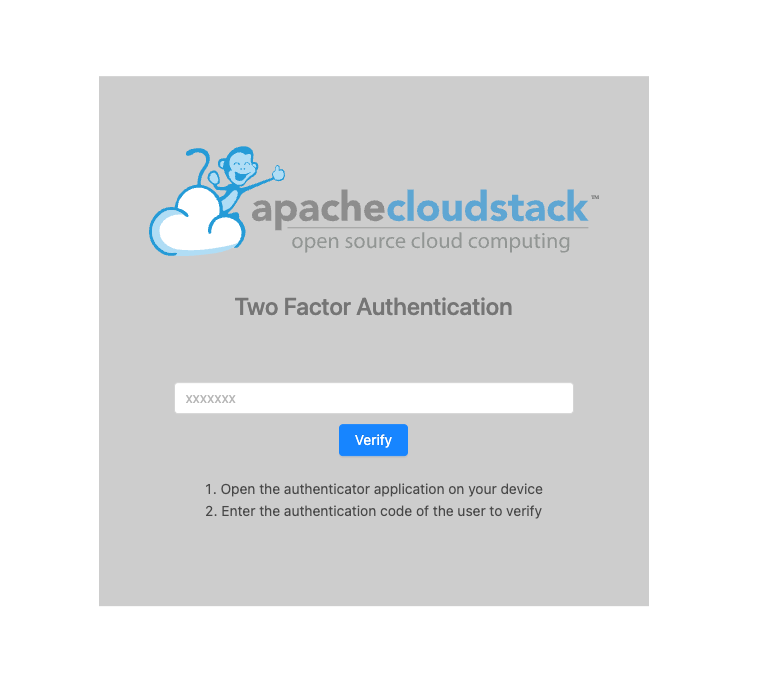 apachecloudstack™
open source cloud computing
Two Factor Authentication
xxxxxxx
Verify
1. Open the authenticator application on your device
2. Enter the authentication code of the user to verify